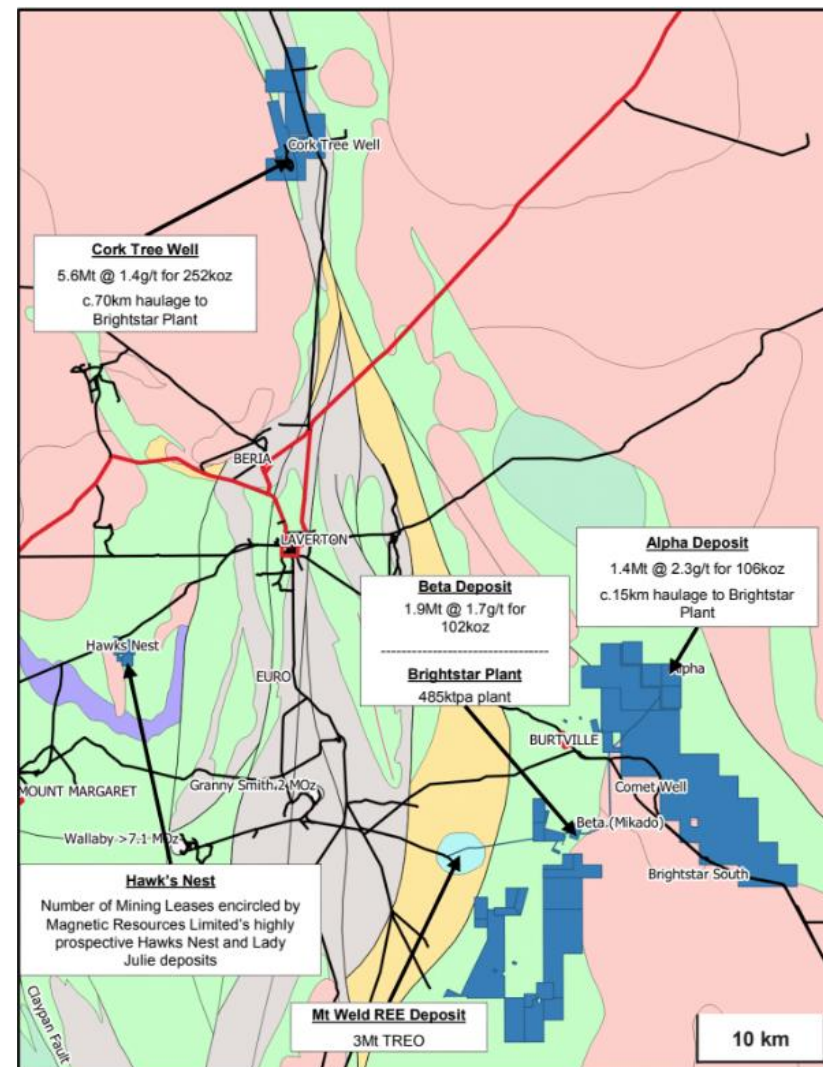 Cork Tree Well
Cork Tree Well
5.6Mt @ 1.4g/t for 252koz
c.70km haulage to
Brightstar Plant
BERIA
LAVERTON
Alpha Deposit
1.4Mt @ 2.3g/t for 106koz
c.15km haulage to Brightstar
Plant
Beta Deposit
1.9Mt @ 1.7g/t for
102koz
Brightstar Plant
485ktpa plant
Hawks Nest
EURO
Alpha
BURTVILLE
Comet Well
MOUNT MARGARET
Granny Smith 2 MOz
Wallaby >7.1 MOz
Beta (Mikado)
Brightstar South
Hawk's Nest
Number of Mining Leases encircled by
Magnetic Resources Limited's highly
prospective Hawks Nest and Lady
Julie deposits
Claypan Fault
Mt Weld REE Deposit
3Mt TREO
10 km